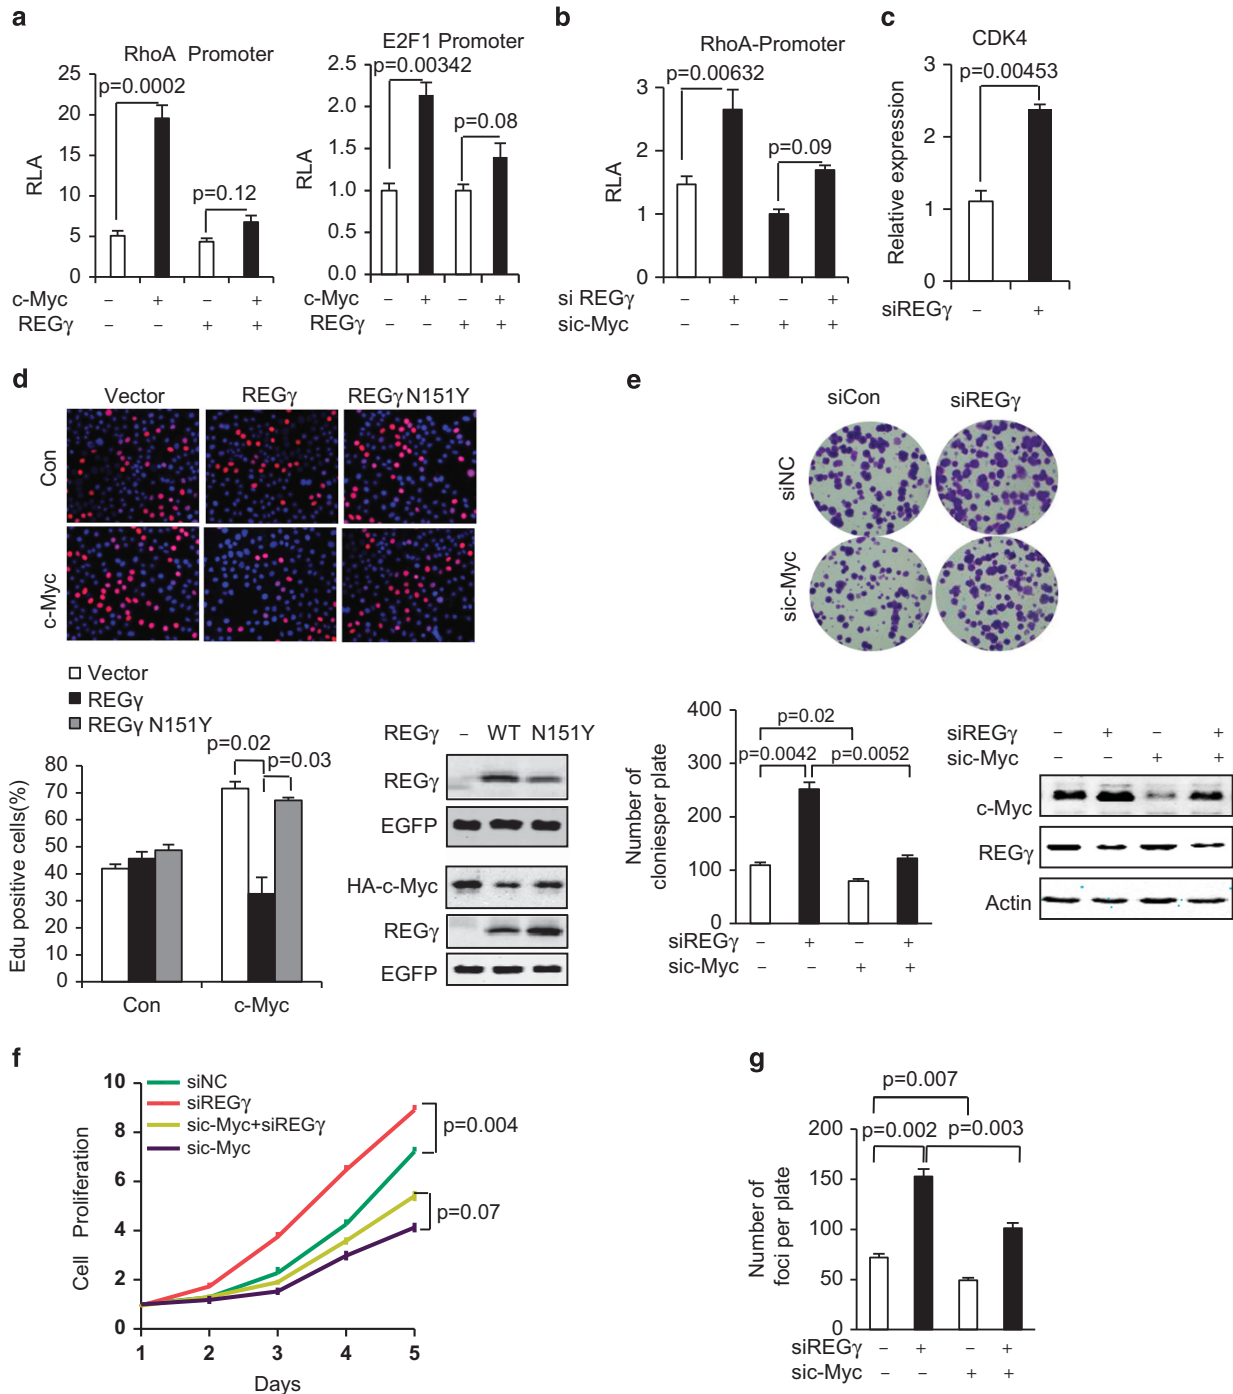 a
RhoA Promoter
25
20
15
10
5
0
RLA
p=0.0002
p=0.12
c-Myc – + – +
REGγ – – + +
E2F1 Promoter
2.5
2.0
1.5
1.0
0.5
0.0
RLA
p=0.00342
p=0.08
c-Myc – + – +
REGγ – – + +
b
RhoA-Promoter
3
2
1
0
RLA
p=0.00632
p=0.09
si REGγ – + – +
sic-Myc – – + +
c
CDK4
3
2
1
0
Relative expression
p=0.00453
siREGγ – +
d
Vector REGγ REGγ N151Y
Con
c-Myc
Vector
REGγ
REGγ N151Y
80
70
60
50
40
30
20
10
0
Edu positive cells(%)
p=0.02
p=0.03
Con c-Myc
REGγ – WT N151Y
REGγ
EGFP
HA-c-Myc
REGγ
EGFP
e
siCon siREGγ
siNC
sic-Myc
400
300
200
100
0
Number of
cloniesper plate
p=0.02
p=0.0042
p=0.0052
siREGγ – + – +
sic-Myc – – + +
siREGγ – + – +
sic-Myc – – + +
c-Myc
REGγ
Actin
f
10
8
6
4
2
0
Cell Proliferation
siNC
siREGγ
sic-Myc+siREGγ
sic-Myc
p=0.004
p=0.07
1 2 3 4 5
Days
g
200
150
100
50
0
Number of
foci per plate
p=0.007
p=0.002
p=0.003
siREGγ – + – +
sic-Myc – – + +